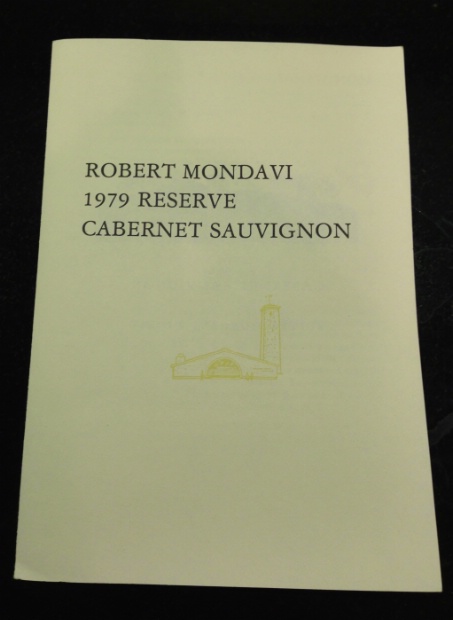 ROBERT MONDAVI
1979 RESERVE
CABERNET SAUVIGNON